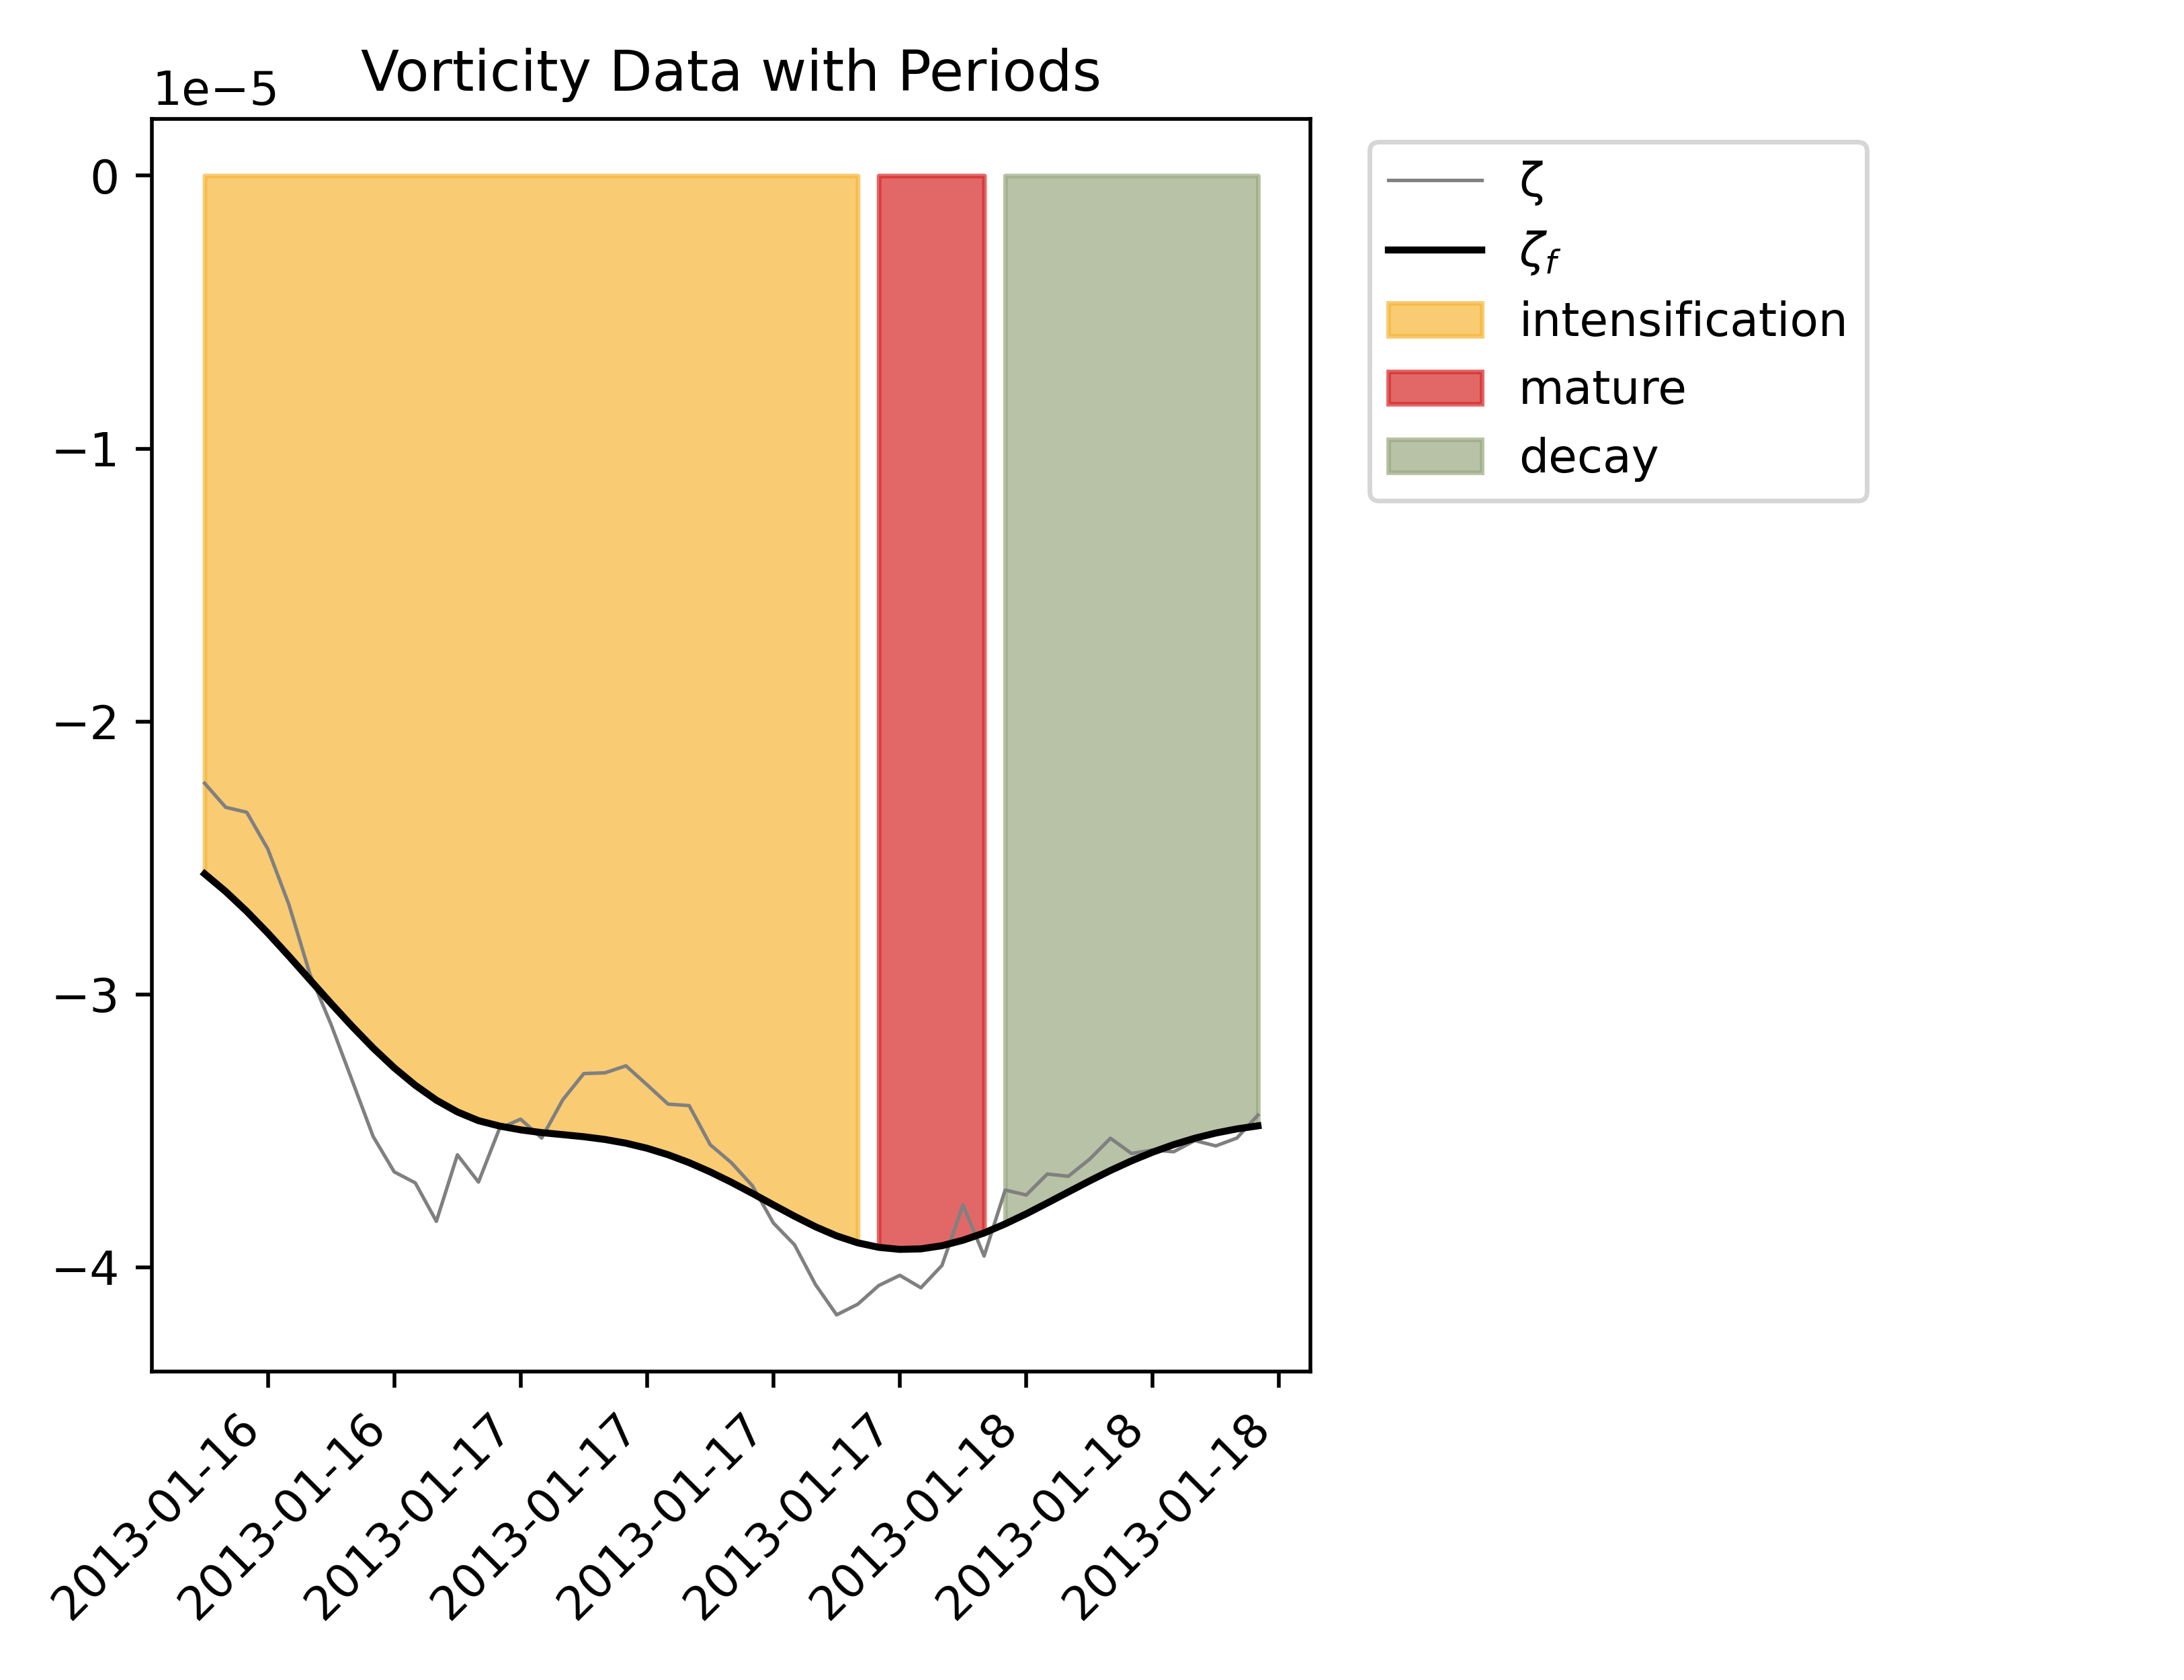 Vorticity Data with Periods
1e−5
0
−1
−2
−3
−4
2013-01-16
2013-01-16
2013-01-17
2013-01-17
2013-01-17
2013-01-17
2013-01-18
2013-01-18
2013-01-18
ζ
ζf
intensification
mature
decay